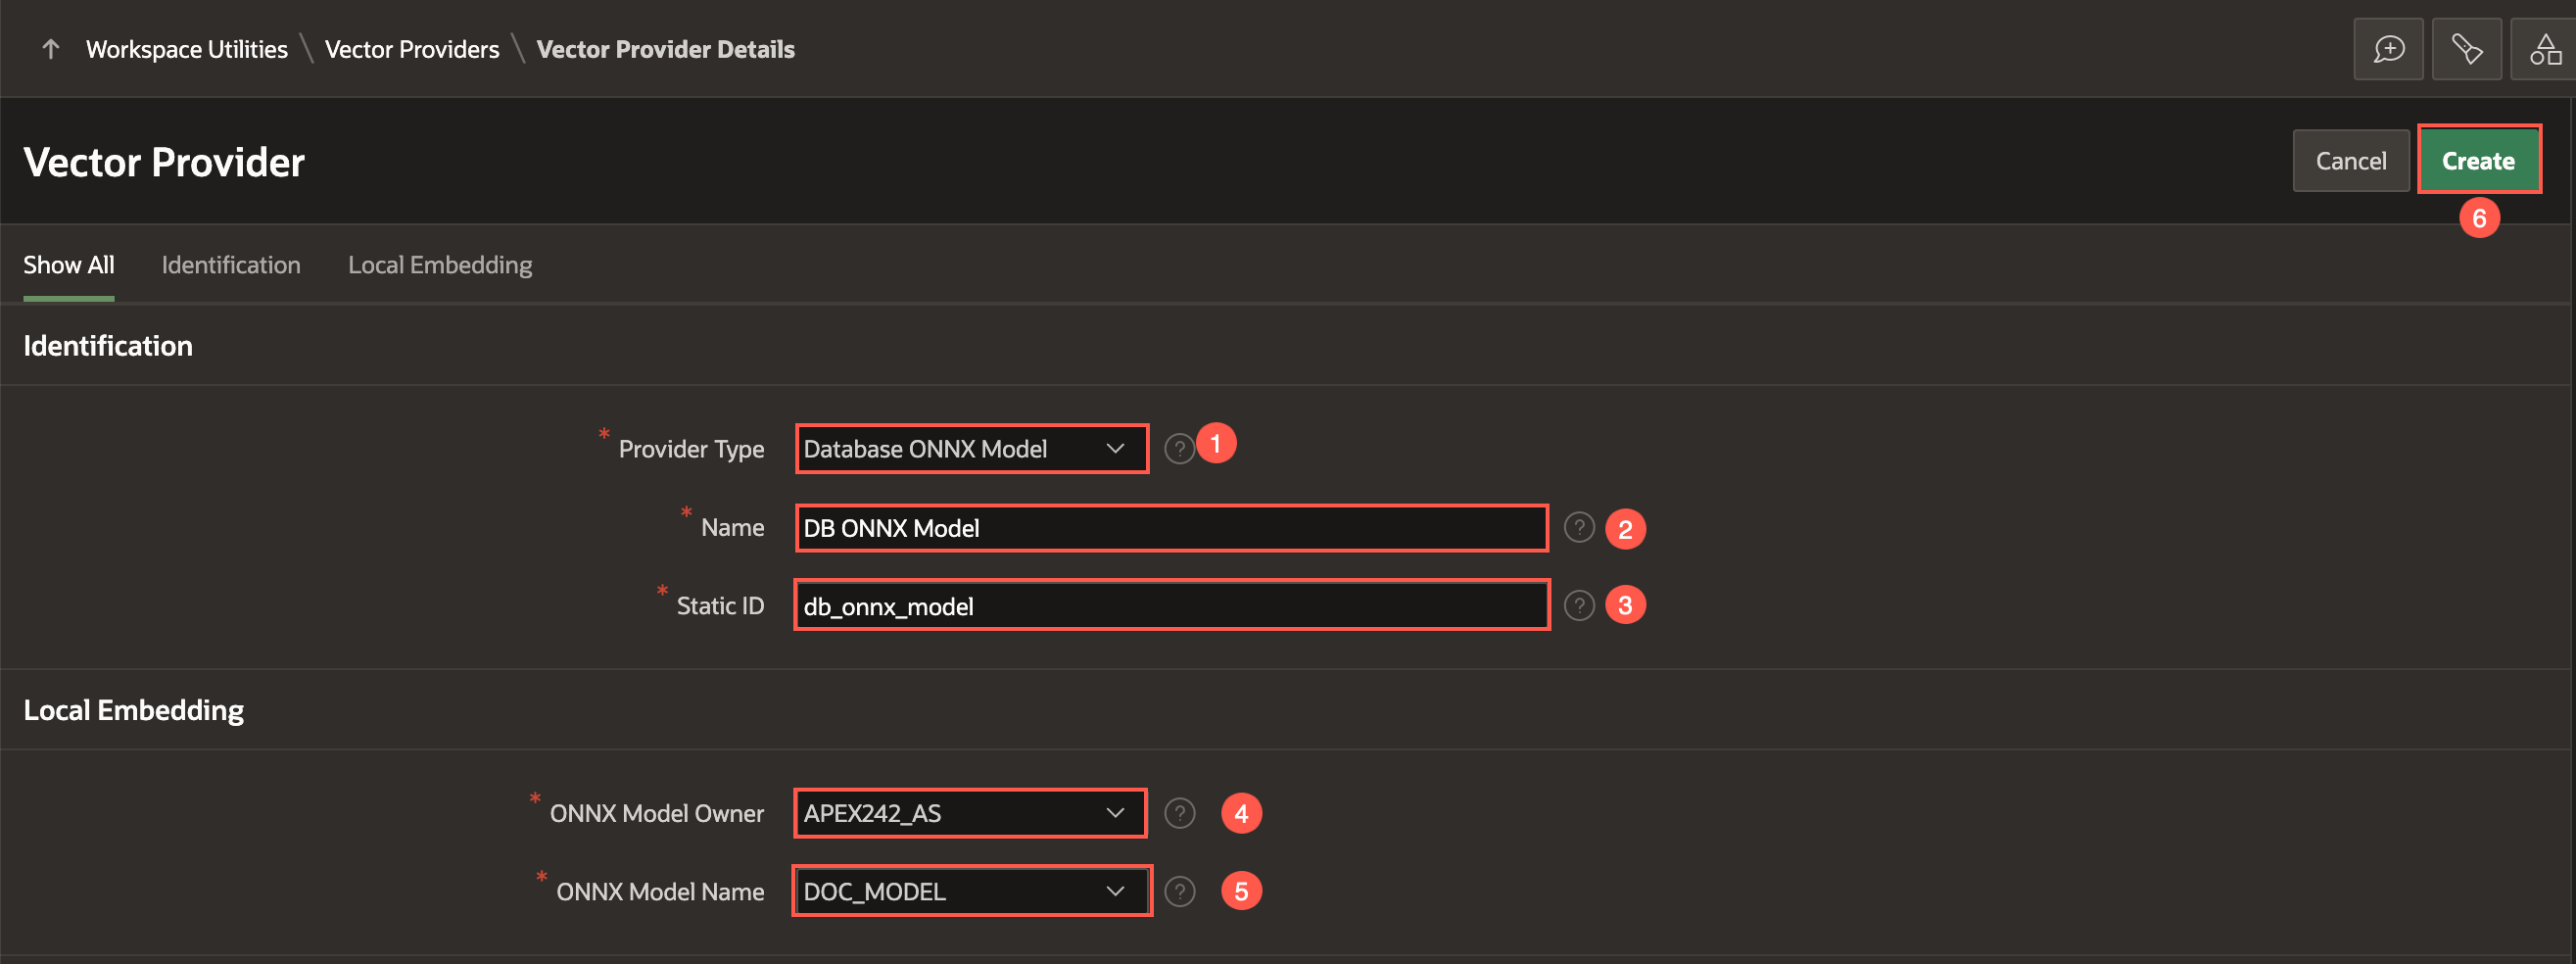 Workspace Utilities \ Vector Providers \ Vector Provider Details
Vector Provider
Cancel
Create
6
Show All
Identification
Local Embedding
Identification
* Provider Type
Database ONNX Model
?
1
* Name
DB ONNX Model
?
2
* Static ID
db_onnx_model
?
3
Local Embedding
* ONNX Model Owner
APEX242_AS
?
4
* ONNX Model Name
DOC_MODEL
?
5